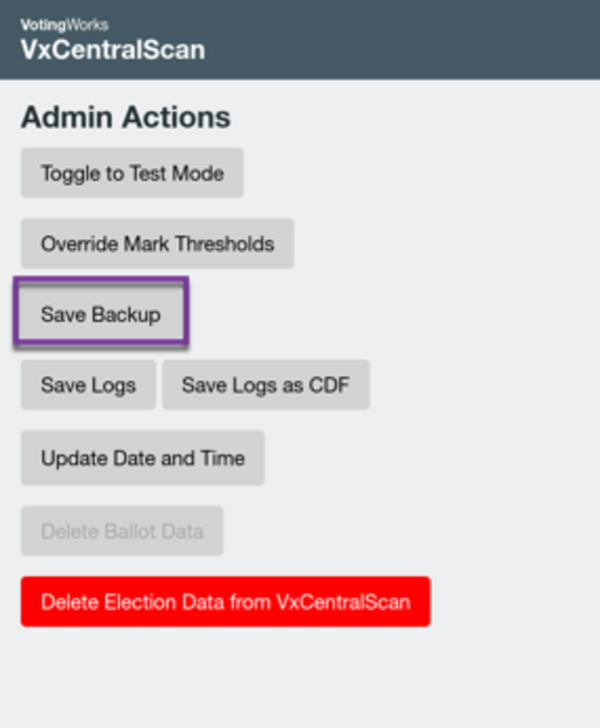 VotingWorks
VxCentralScan
Admin Actions
Toggle to Test Mode
Override Mark Thresholds
Save Backup
Save Logs Save Logs as CDF
Update Date and Time
Delete Ballot Data
Delete Election Data from VxCentralScan